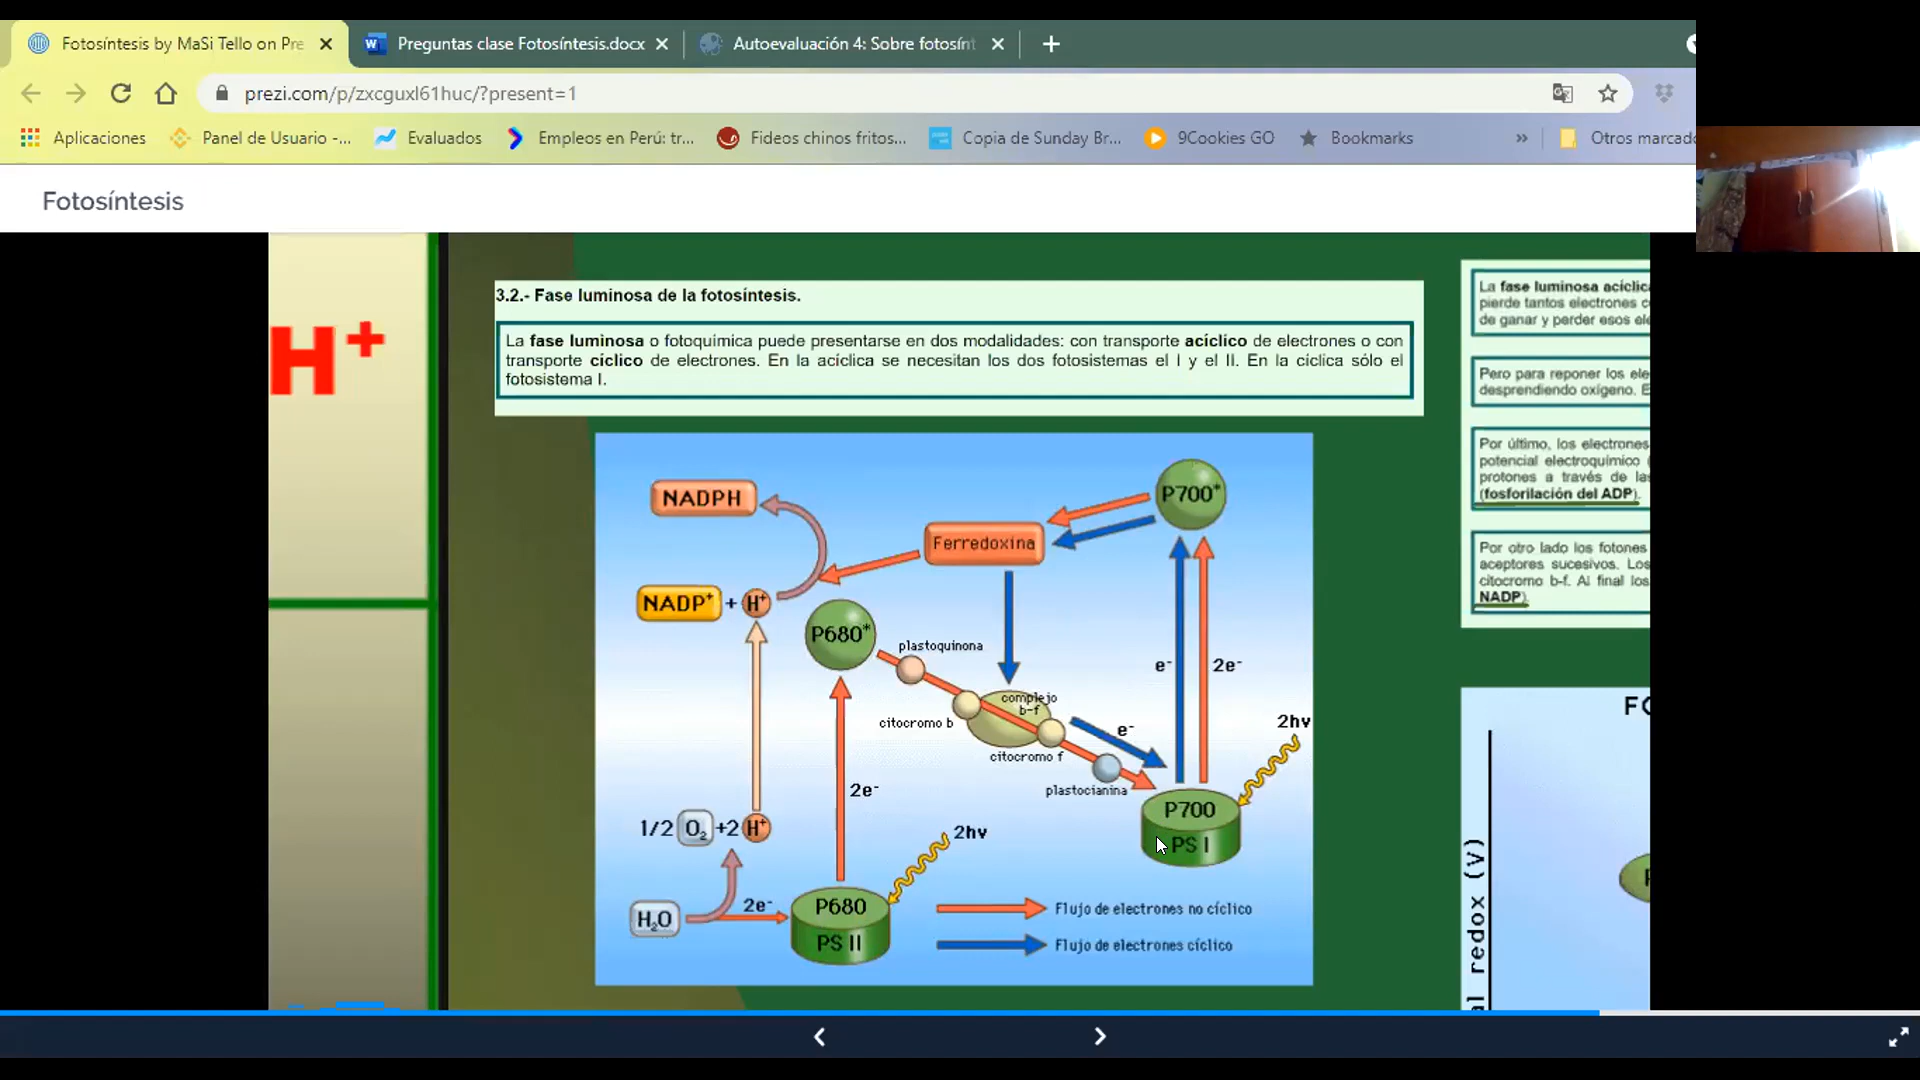 Fotosíntesis by MaSi Tello on Pre
Preguntas clase Fotosíntesis.docx
Autoevaluación 4: Sobre fotosínt
prezi.com/p/zxcguxl61huc/?present=1
Aplicaciones
Panel de Usuario -...
Evaluados
Empleos en Perú: tr...
Fideos chinos fritos...
Copia de Sunday Br...
9Cookies GO
Bookmarks
»
Otros marcado
Fotosíntesis
H+
3.2.- Fase luminosa de la fotosíntesis.
La fase luminosa o fotoquímica puede presentarse en dos modalidades: con transporte acíclico de electrones o con
transporte cíclico de electrones. En la acíclica se necesitan los dos fotosistemas el I y el II. En la cíclica sólo el
fotosistema I.
NADPH
P700*
Ferredoxina
NADP+ + H+
P680*
plastoquinona
complejo
b-f
citocromo b
citocromo f
plastocianina
e-
e-
2e-
2hv
P700
PS I
2e-
1/2 O2 +2 H+
2hv
H2O
2e-
P680
PS II
Flujo de electrones no cíclico
Flujo de electrones cíclico
La fase luminosa acíclic
pierde tantos electrones
de ganar y perder esos el
Pero para reponer los ele
desprendiendo oxígeno. E
Por último, los electrones
potencial electroquímico
protones a través de la
(fosforilación del ADP).
Por otro lado los fotones
aceptores sucesivos. Los
citocromo b-f. Al final los
NADP).
al redox (V)